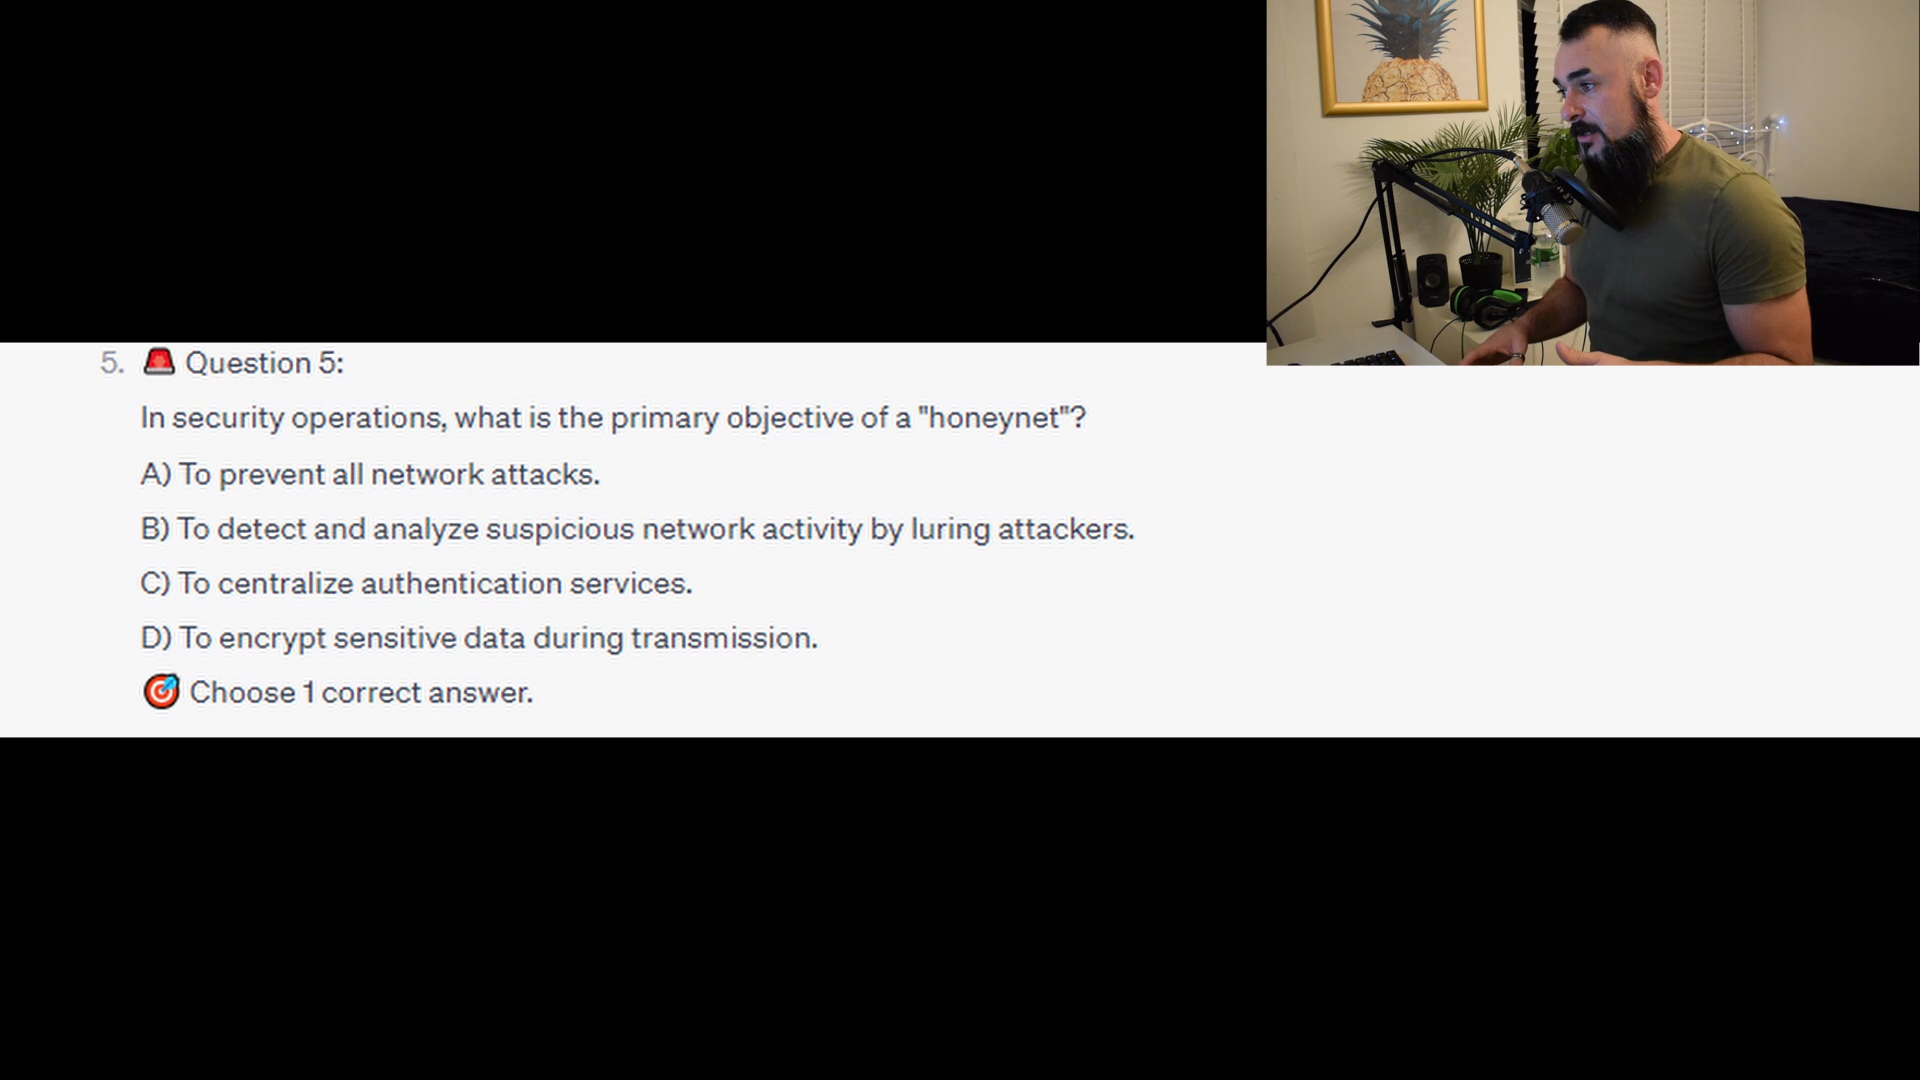 5. 🚨 Question 5:
In security operations, what is the primary objective of a "honeynet"?
A) To prevent all network attacks.
B) To detect and analyze suspicious network activity by luring attackers.
C) To centralize authentication services.
D) To encrypt sensitive data during transmission.
🎯 Choose 1 correct answer.